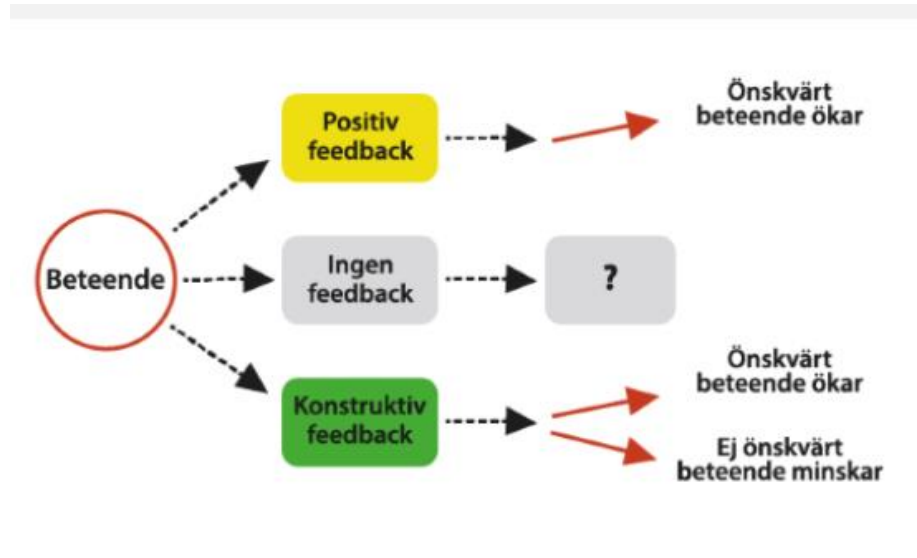 Positiv
feedback
Önskvärt
beteende ökar
Beteende
Ingen
feedback
?
Konstruktiv
feedback
Önskvärt
beteende ökar
Ej önskvärt
beteende minskar